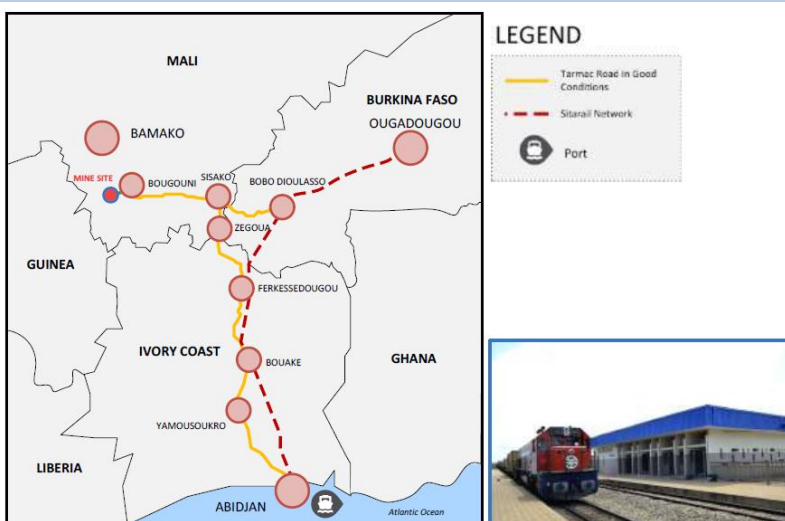 MALI
BURKINA FASO
OUGADOUGOU
BAMAKO
MINE SITE
BOUGOUNI
SISAKO
BOBO DIOULASSO
ZEGOUA
GUINEA
FERKESSEDOUGOU
IVORY COAST
BOUAKE
GHANA
YAMOUSOUKRO
LIBERIA
ABIDJAN
Atlantic Ocean
LEGEND
Tarmac Road in Good
Conditions
Sitarail Network
Port